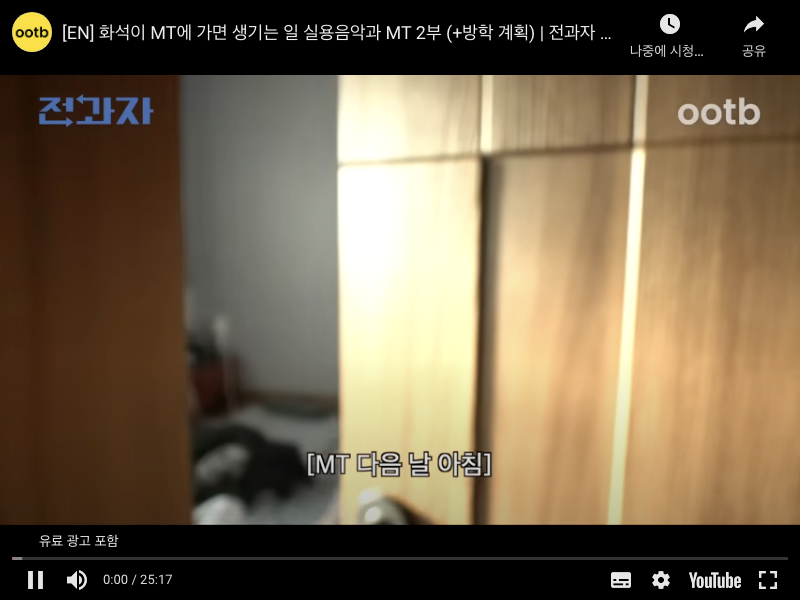 ootb
[EN] 화석이 MT에 가면 생기는 일 실용음악과 MT 2부 (+방학 계획) | 전과자 ...
나중에 시청...
공유
전과자
ootb
[MT 다음 날 아침]
유료 광고 포함
0:00 / 25:17
YouTube